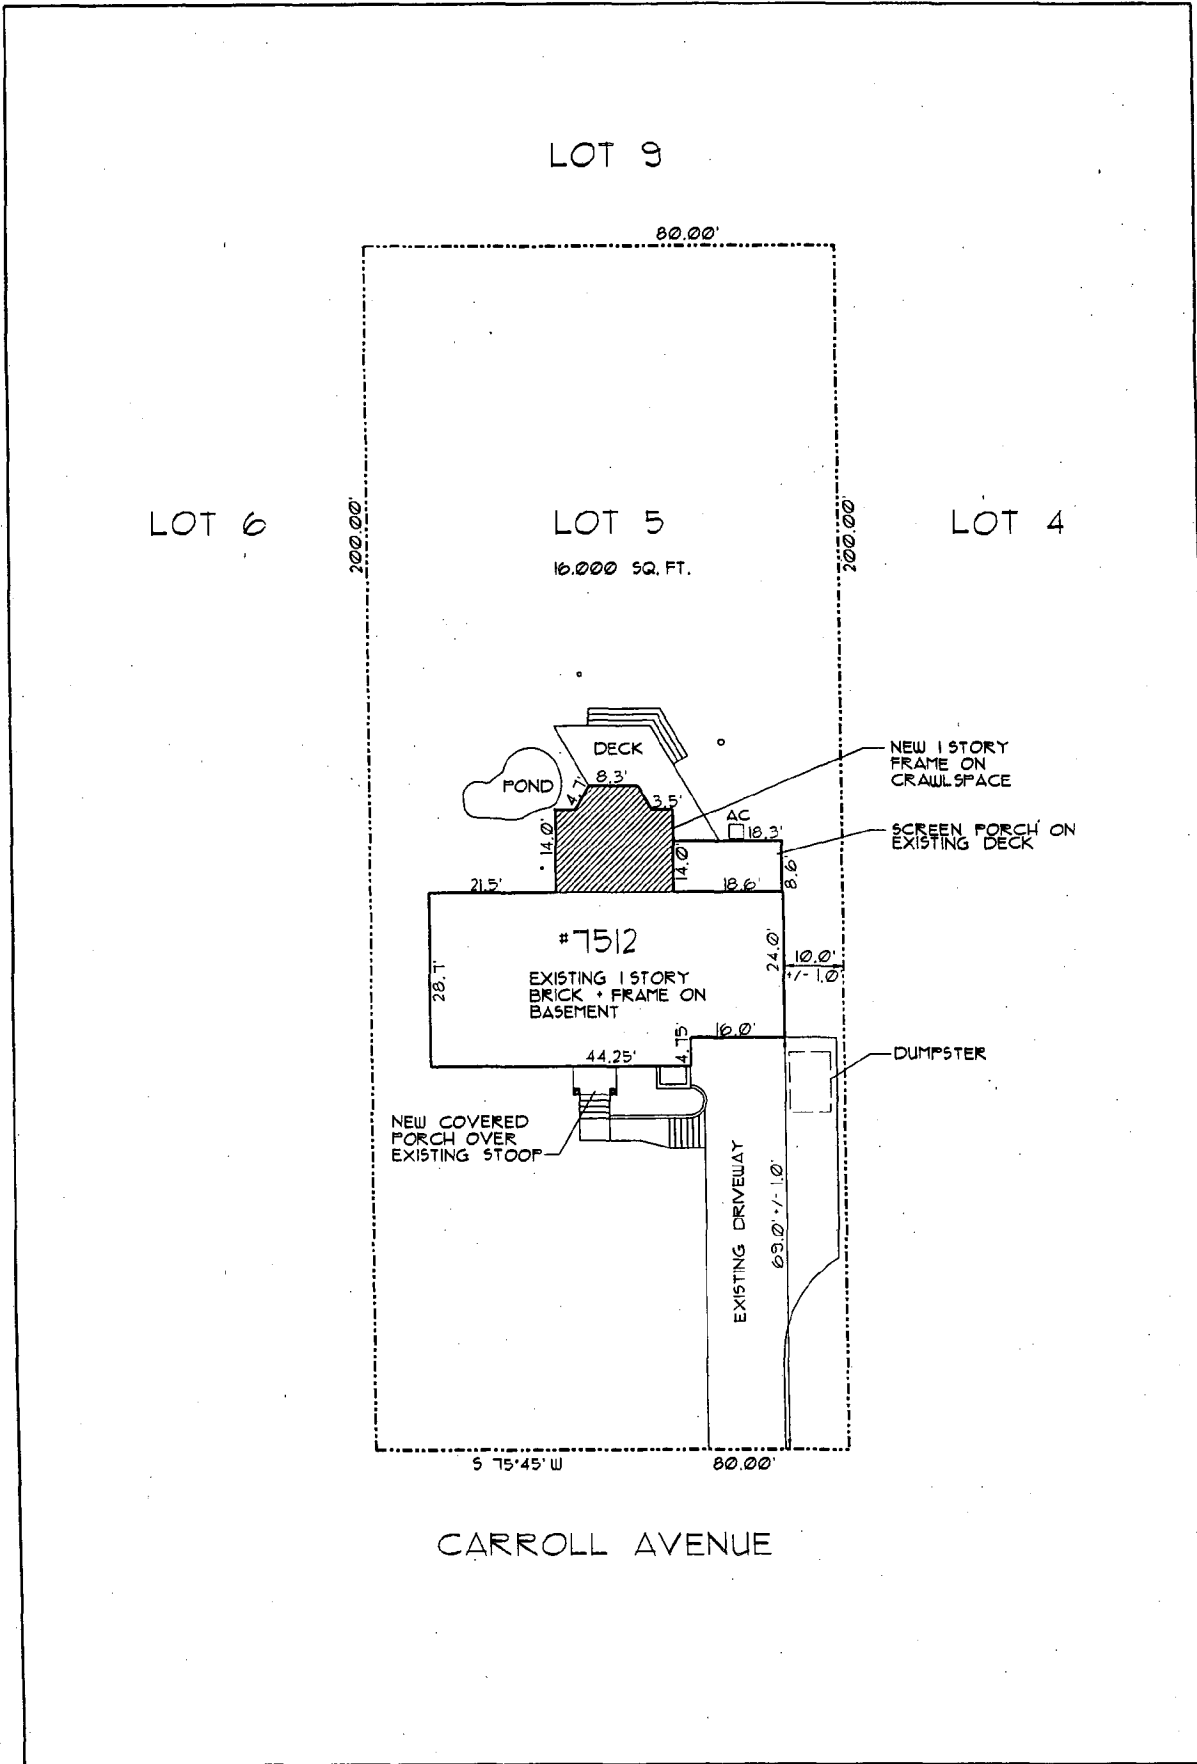 LOT 9
80.00'
LOT 6
200.00'
LOT 5
16.000 SQ. FT.
200.00'
LOT 4
DECK
8.3'
POND
4.7'
3.5'
NEW 1 STORY
FRAME ON
CRAWLSPACE
AC
18.3'
SCREEN PORCH ON
EXISTING DECK
14.0'
14.0'
8.6'
21.5'
18.6'
#7512
EXISTING 1 STORY
BRICK + FRAME ON
BASEMENT
28.7'
24.0'
10.0'
+/- 1.0'
4.75'
16.0'
44.25'
DUMPSTER
NEW COVERED
PORCH OVER
EXISTING STOOP
EXISTING DRIVEWAY
69.0' +/- 1.0'
S 75°45' W
80.00'
CARROLL AVENUE